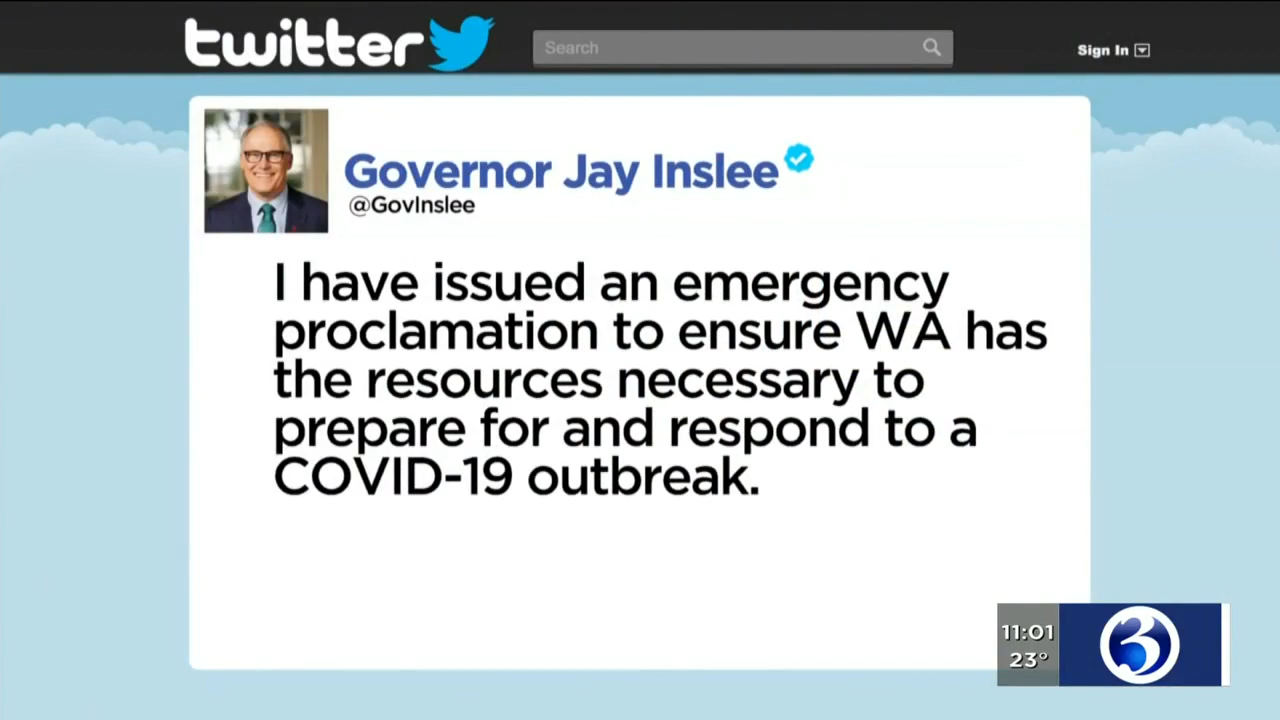 twitter
Search
Sign In
Governor Jay Inslee
@GovInslee
I have issued an emergency
proclamation to ensure WA has
the resources necessary to
prepare for and respond to a
COVID-19 outbreak.
11:01
23°
3